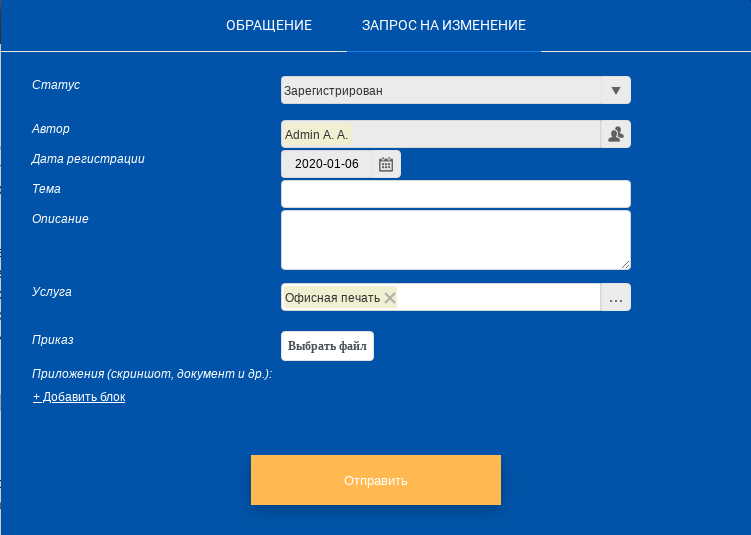 ОБРАЩЕНИЕ ЗАПРОС НА ИЗМЕНЕНИЕ
Статус Зарегистрирован
Автор Admin A. A.
Дата регистрации 2020-01-06
Тема
Описание
Услуга Офисная печать
Приказ Выбрать файл
Приложения (скриншот, документ и др.):
+ Добавить блок
Отправить